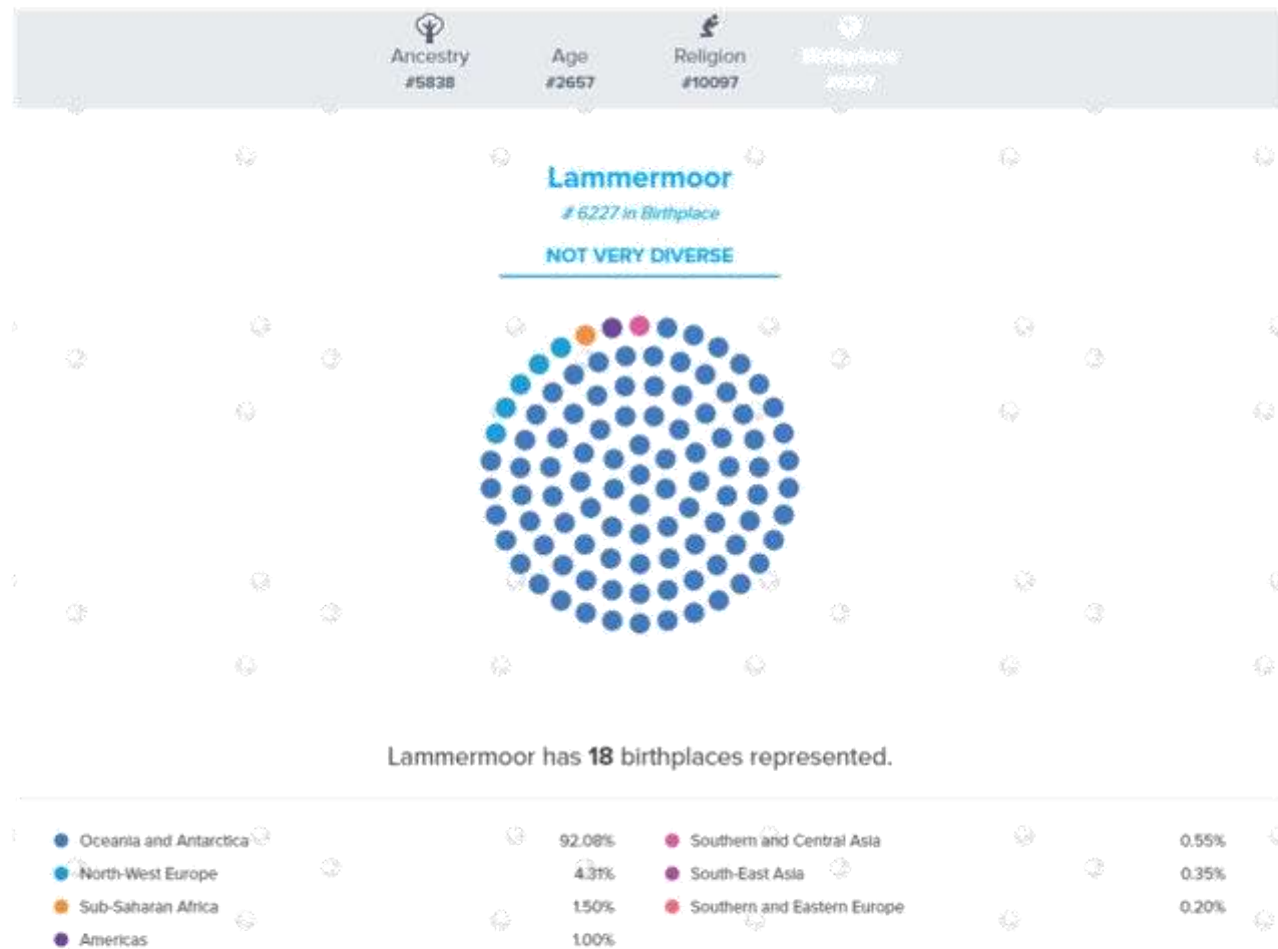 Ancestry Age Religion Birthplace
#5838 #2657 #10097
Lammermoor
# 6227 in Birthplace
NOT VERY DIVERSE
Lammermoor has 18 birthplaces represented.
Oceania and Antarctica 92.08% Southern and Central Asia 0.55%
North-West Europe 4.31% South-East Asia 0.35%
Sub-Saharan Africa 1.50% Southern and Eastern Europe 0.20%
Americas 1.00%